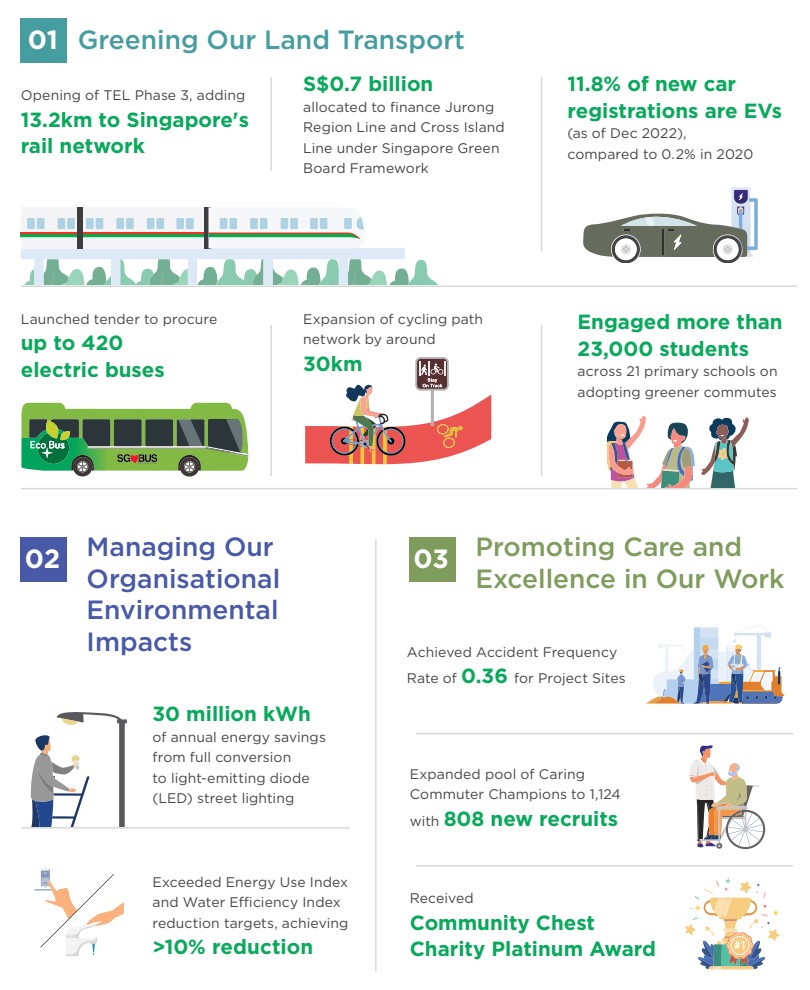 01 Greening Our Land Transport
Opening of TEL Phase 3, adding
13.2km to Singapore's
rail network
S$0.7 billion
allocated to finance Jurong
Region Line and Cross Island
Line under Singapore Green
Board Framework
11.8% of new car
registrations are EVs
(as of Dec 2022),
compared to 0.2% in 2020
Launched tender to procure
up to 420
electric buses
Eco Bus
SG♥BUS
Expansion of cycling path
network by around
30km
Stay
On Track
Engaged more than
23,000 students
across 21 primary schools on
adopting greener commutes
02 Managing Our
Organisational
Environmental
Impacts
30 million kWh
of annual energy savings
from full conversion
to light-emitting diode
(LED) street lighting
Exceeded Energy Use Index
and Water Efficiency Index
reduction targets, achieving
>10% reduction
03 Promoting Care and
Excellence in Our Work
Achieved Accident Frequency
Rate of 0.36 for Project Sites
Expanded pool of Caring
Commuter Champions to 1,124
with 808 new recruits
Received
Community Chest
Charity Platinum Award
#1